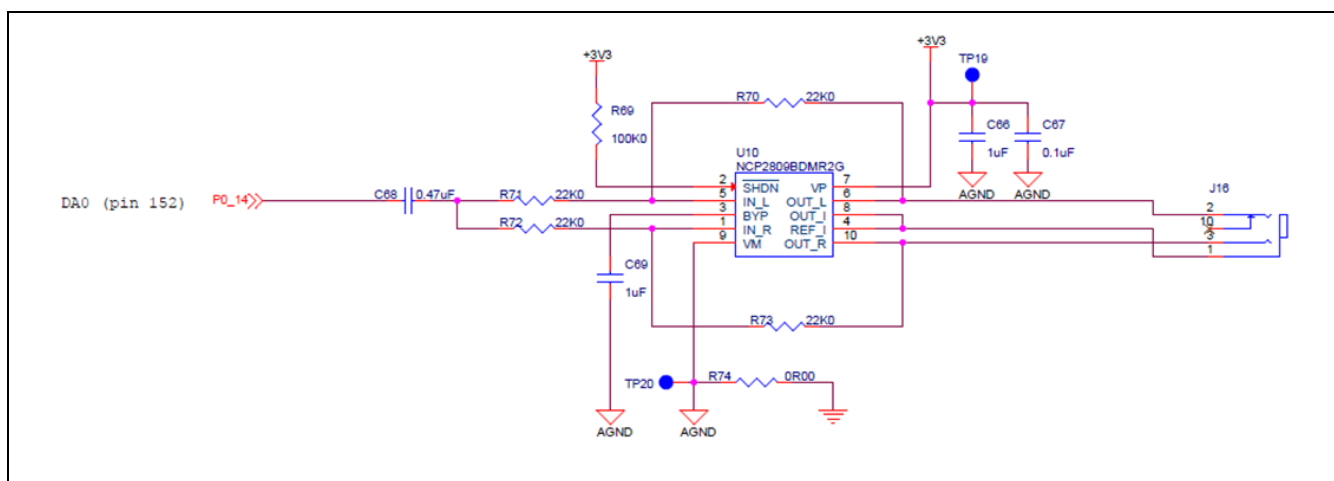 +3V3
+3V3
TP19
R70 22K0
R69
100K0
C66
1uF
C67
0.1uF
U10
NCP2809BDMR2G
AGND AGND
2 SHDN VP 7
5 IN_L OUT_L 6
3 BYP OUT_I 8
1 IN_R REF_I 4
9 VM OUT_R 10
J16
2
10
3
1
DA0 (pin 152) P0_14
C68 0.47uF
R71 22K0
R72 22K0
C69
1uF
R73 22K0
TP20
R74 0R00
AGND AGND